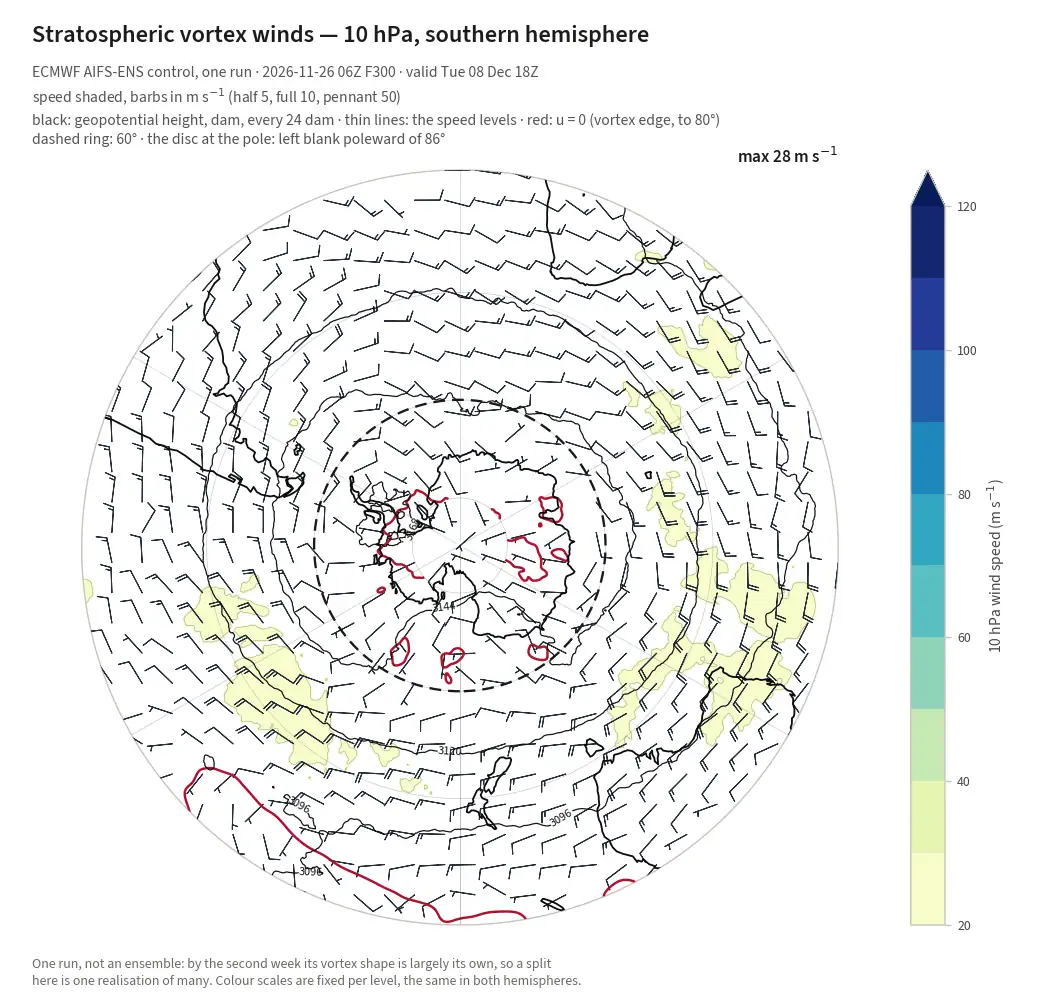 Stratospheric vortex winds — 10 hPa, southern hemisphere
ECMWF AIFS-ENS control, one run · 2026-11-26 06Z F300 · valid Tue 08 Dec 18Z
speed shaded, barbs in m s⁻¹ (half 5, full 10, pennant 50)
black: geopotential height, dam, every 24 dam · thin lines: the speed levels · red: u = 0 (vortex edge, to 80°)
dashed ring: 60° · the disc at the pole: left blank poleward of 86°
max 28 m s⁻¹
120
100
80
60
40
20
10 hPa wind speed (m s⁻¹)
3144
3120
3096
3096
3096
One run, not an ensemble: by the second week its vortex shape is largely its own, so a split
here is one realisation of many. Colour scales are fixed per level, the same in both hemispheres.